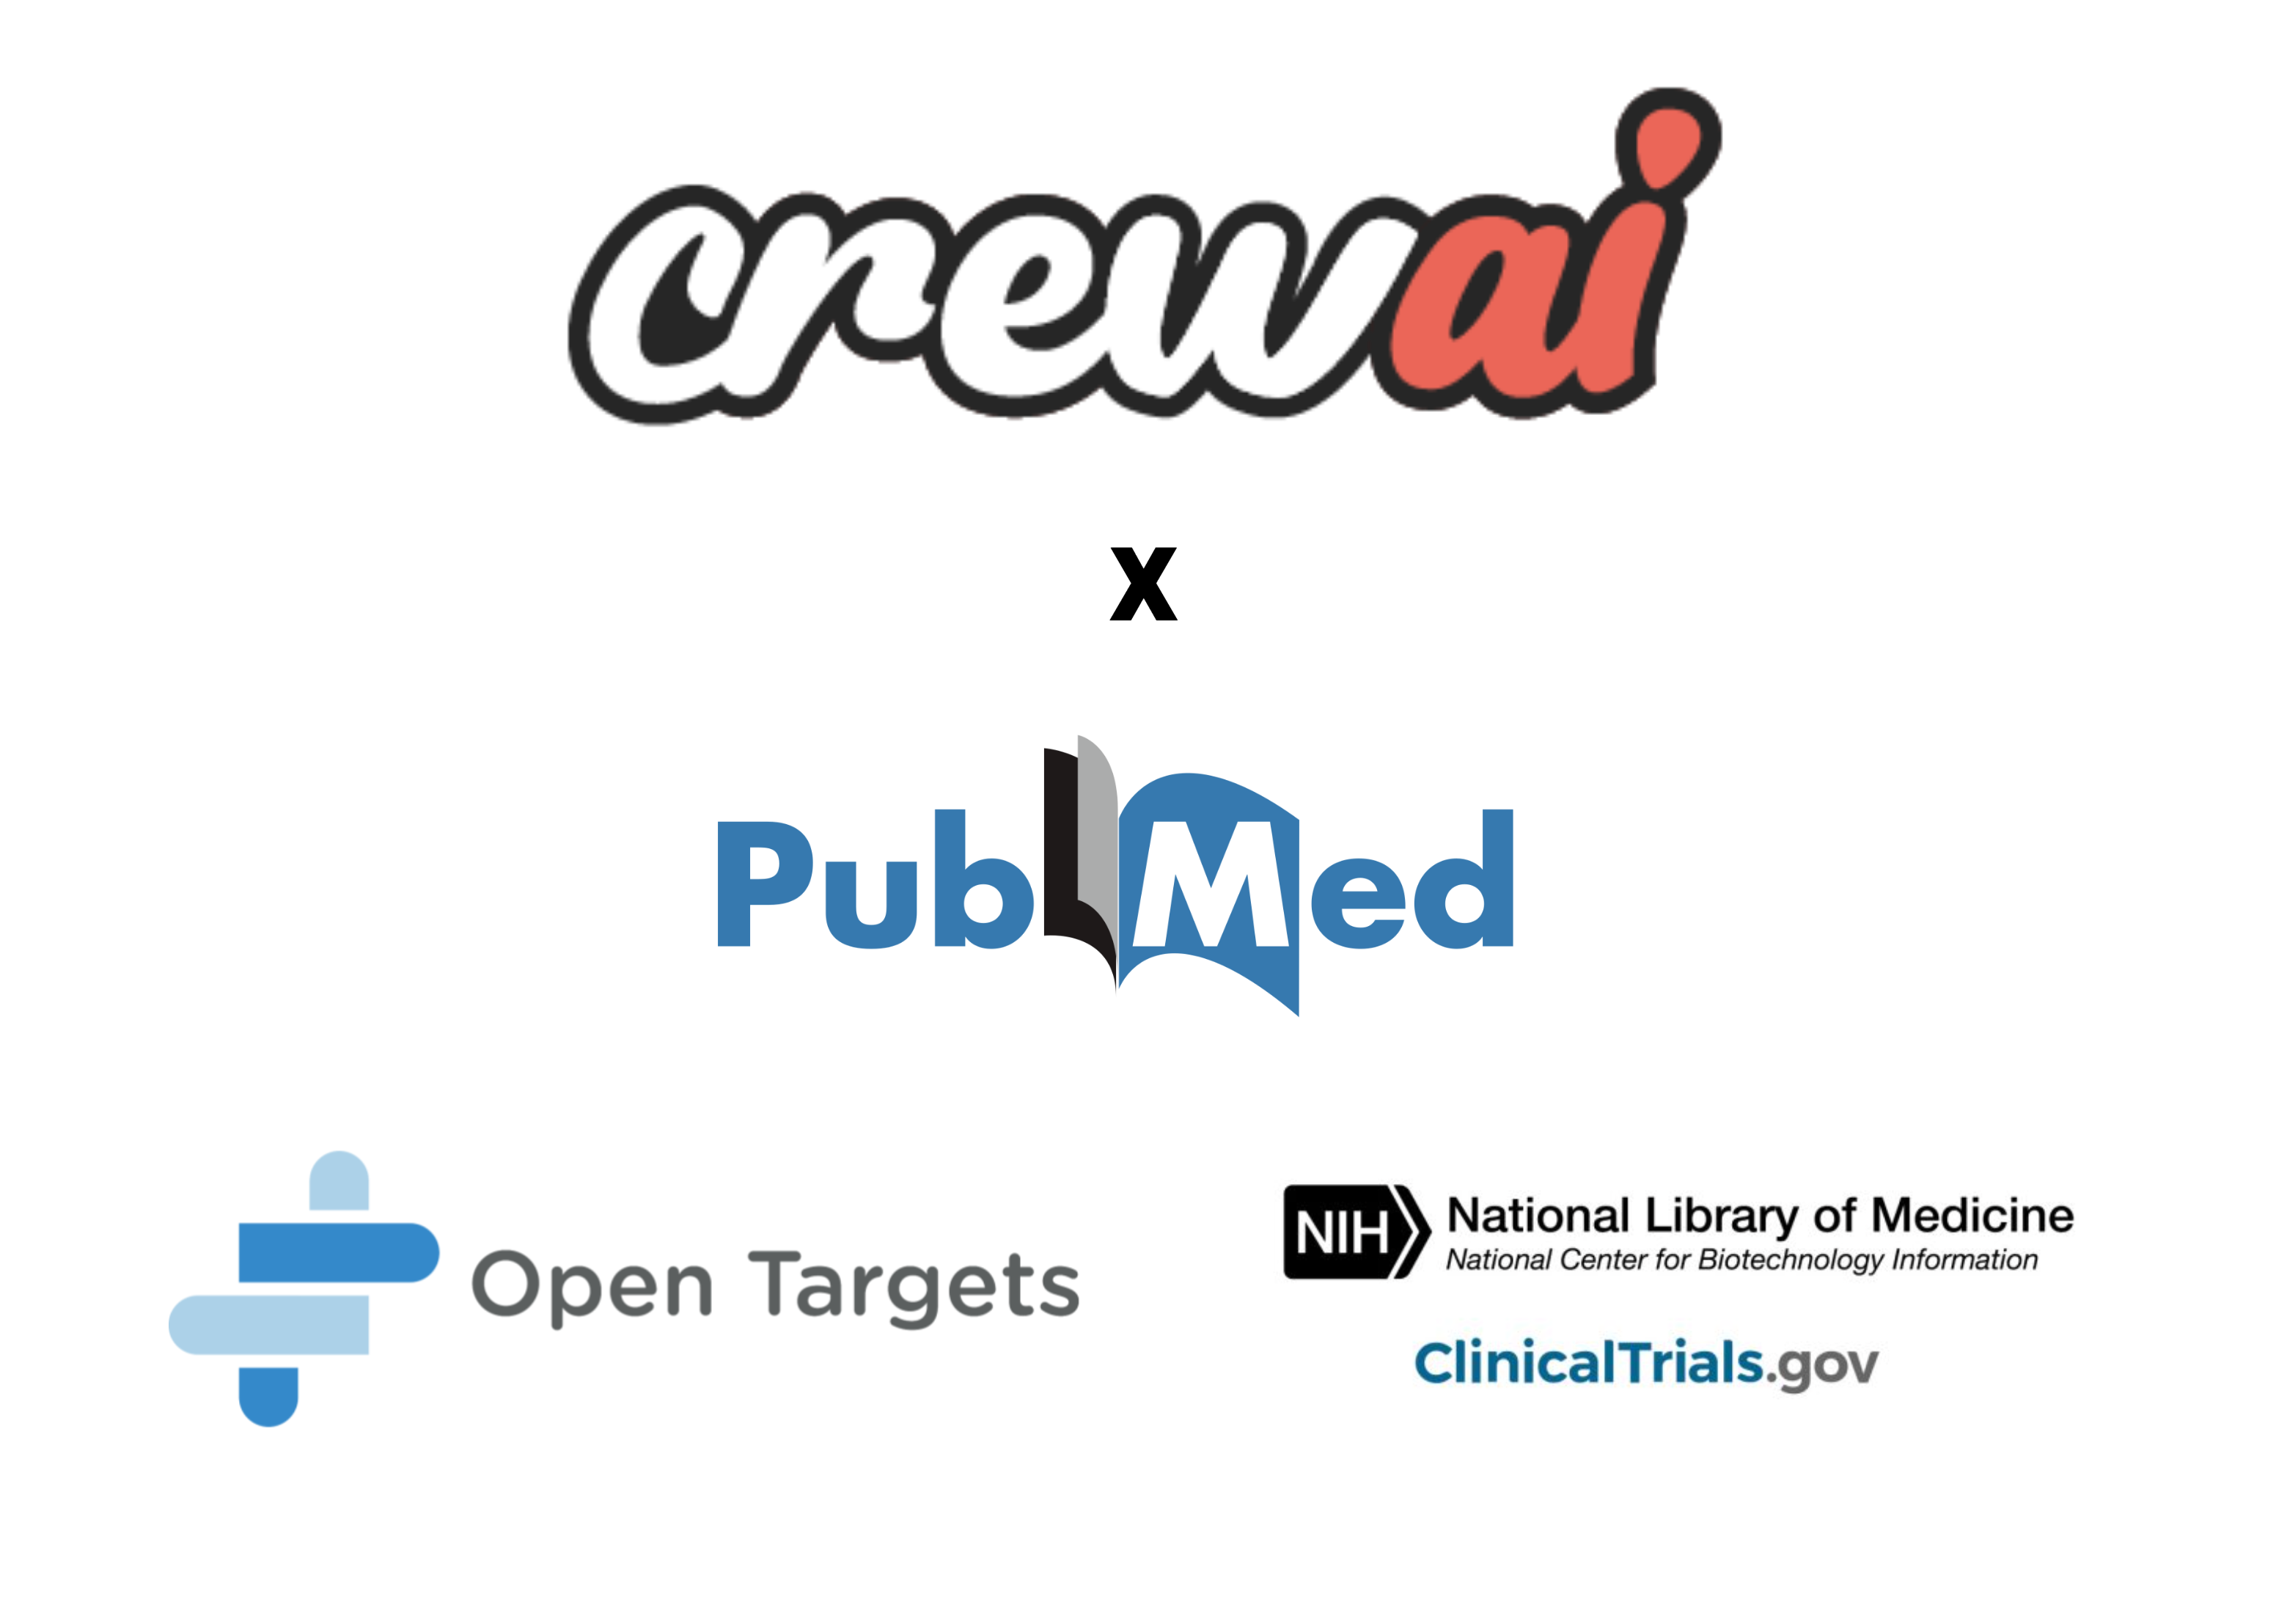 crewai
X
PubMed
Open Targets
NIH National Library of Medicine
National Center for Biotechnology Information
ClinicalTrials.gov